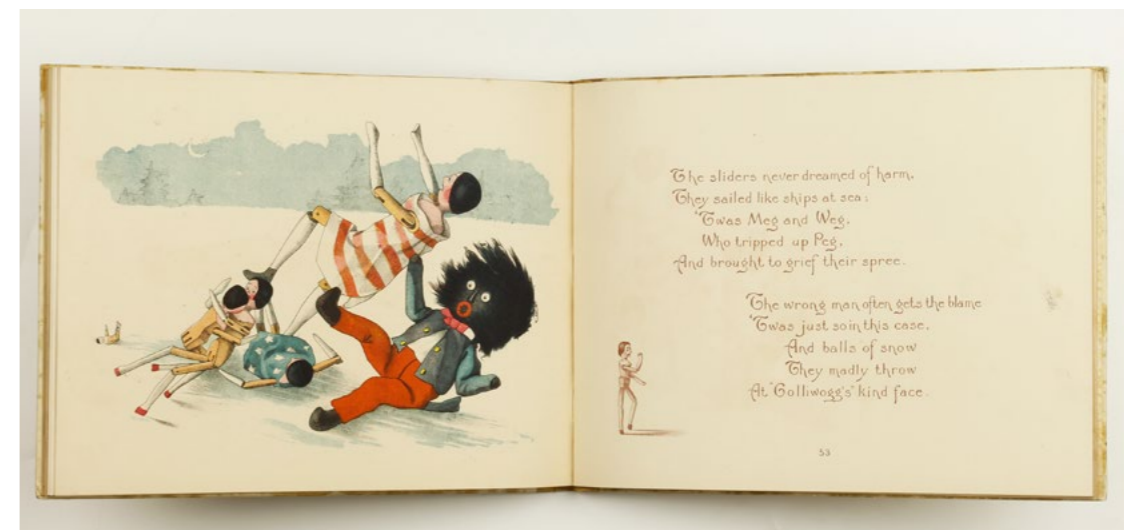 The sliders never dreamed of harm,
They sailed like ships at sea;
'Twas Meg and Weg,
Who tripped up Peg,
And brought to grief their spree.
The wrong man often gets the blame
'Twas just so in this case,
And balls of snow
They madly throw
At "Golliwogg's" kind face.
53